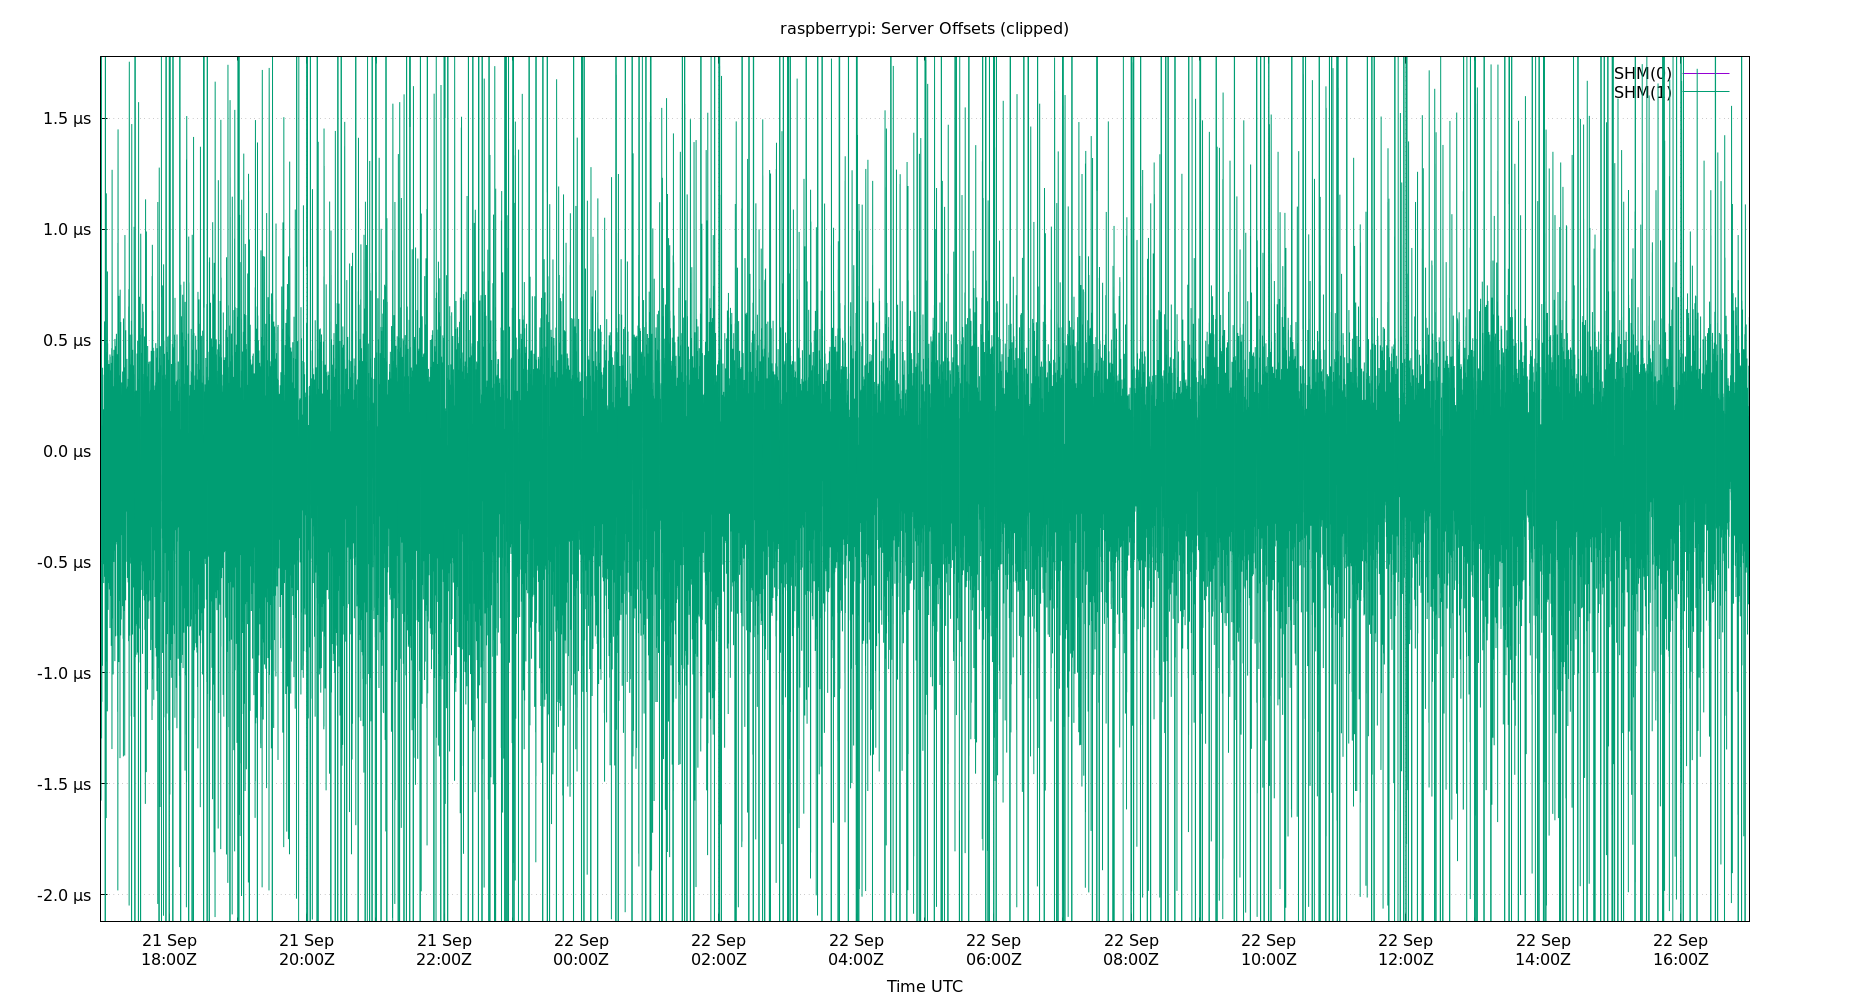 raspberrypi: Server Offsets (clipped)
SHM(0)
SHM(1)
1.5 µs
1.0 µs
0.5 µs
0.0 µs
-0.5 µs
-1.0 µs
-1.5 µs
-2.0 µs
21 Sep 21 Sep 21 Sep 22 Sep 22 Sep 22 Sep 22 Sep 22 Sep 22 Sep 22 Sep 22 Sep 22 Sep
18:00Z 20:00Z 22:00Z 00:00Z 02:00Z 04:00Z 06:00Z 08:00Z 10:00Z 12:00Z 14:00Z 16:00Z
Time UTC